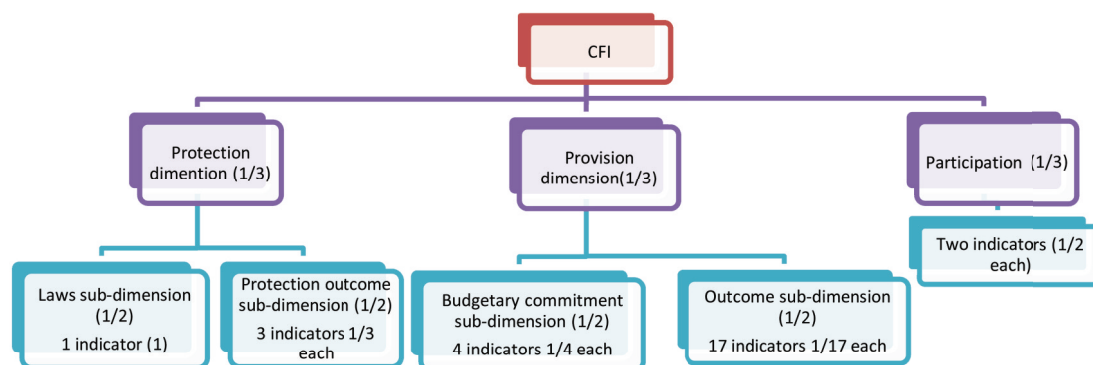 CFI
Protection
dimention (1/3)
Provision
dimension(1/3)
Participation (1/3)
Laws sub-dimension
(1/2)
1 indicator (1)
Protection outcome
sub-dimension (1/2)
3 indicators 1/3
each
Budgetary commitment
sub-dimension (1/2)
4 indicators 1/4 each
Outcome sub-dimension
(1/2)
17 indicators 1/17 each
Two indicators (1/2
each)